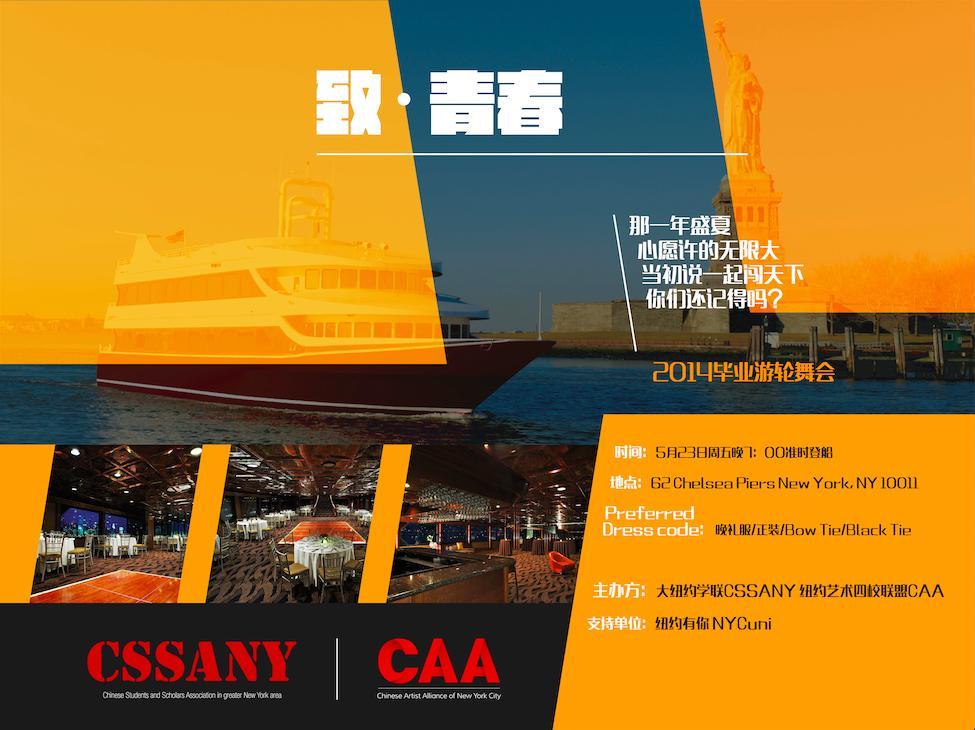 致·青春
那一年盛夏
心愿许的无限大
当初说一起闯天下
你们还记得吗?
2014毕业游轮舞会
时间: 5月23日周五晚7:00准时登船
地点: 62 Chelsea Piers New York, NY 10011
Preferred
Dress code: 晚礼服/正装/Bow Tie/Black Tie
主办方: 大纽约学联CSSANY 纽约艺术四校联盟CAA
支持单位: 纽约有你 NYCuni
CSSANY
Chinese Students and Scholars Association in greater New York area
CAA
Chinese Artist Alliance of New York City